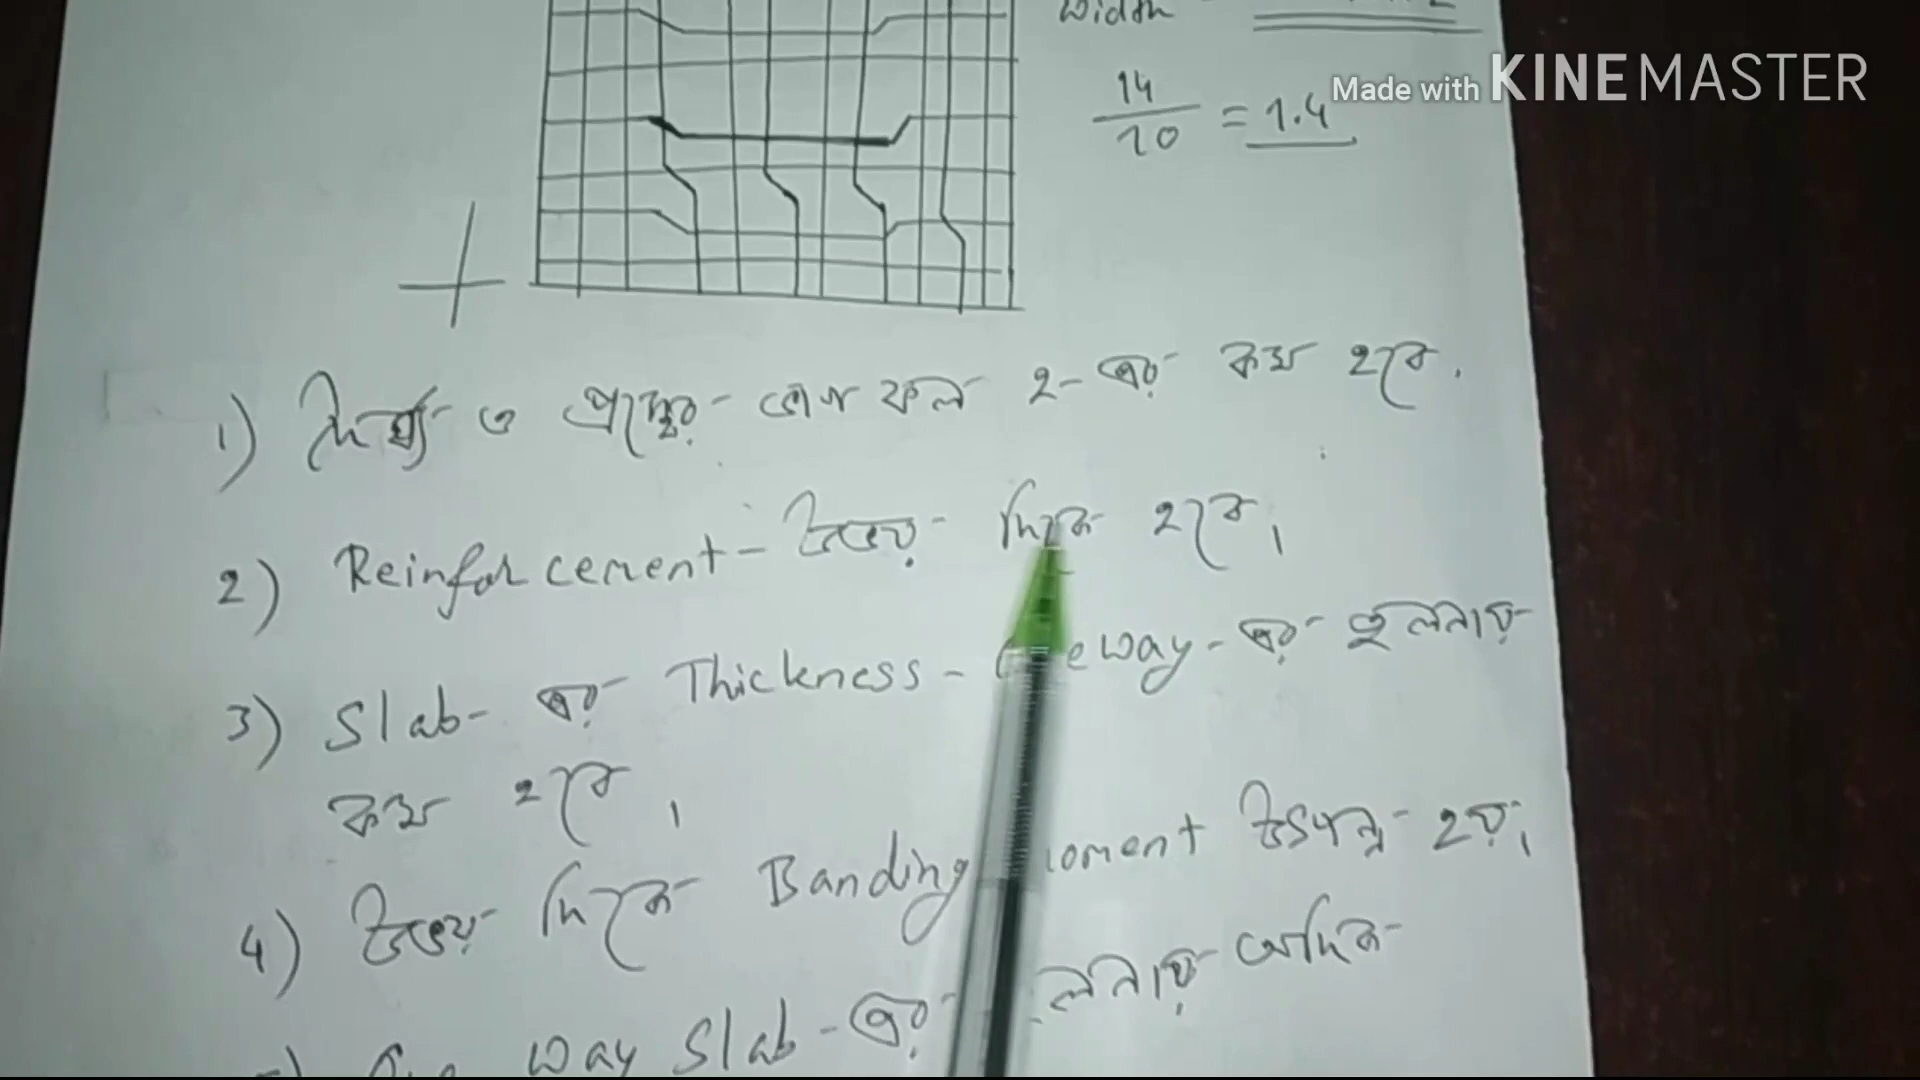 Width
Made with KINEMASTER
14
10 = 1.4
1) দৈর্ঘ্য ও প্রস্থের ভাগ ফল ২-এর কম হবে.
2) Reinforcement - উভয় দিকে হবে।
3) Slab - এর Thickness - One way - এর তুলনায়
কম হবে।
4) উভয় দিকে Banding moment উৎপন্ন হয়।
way Slab - এর তুলনায় অধিক